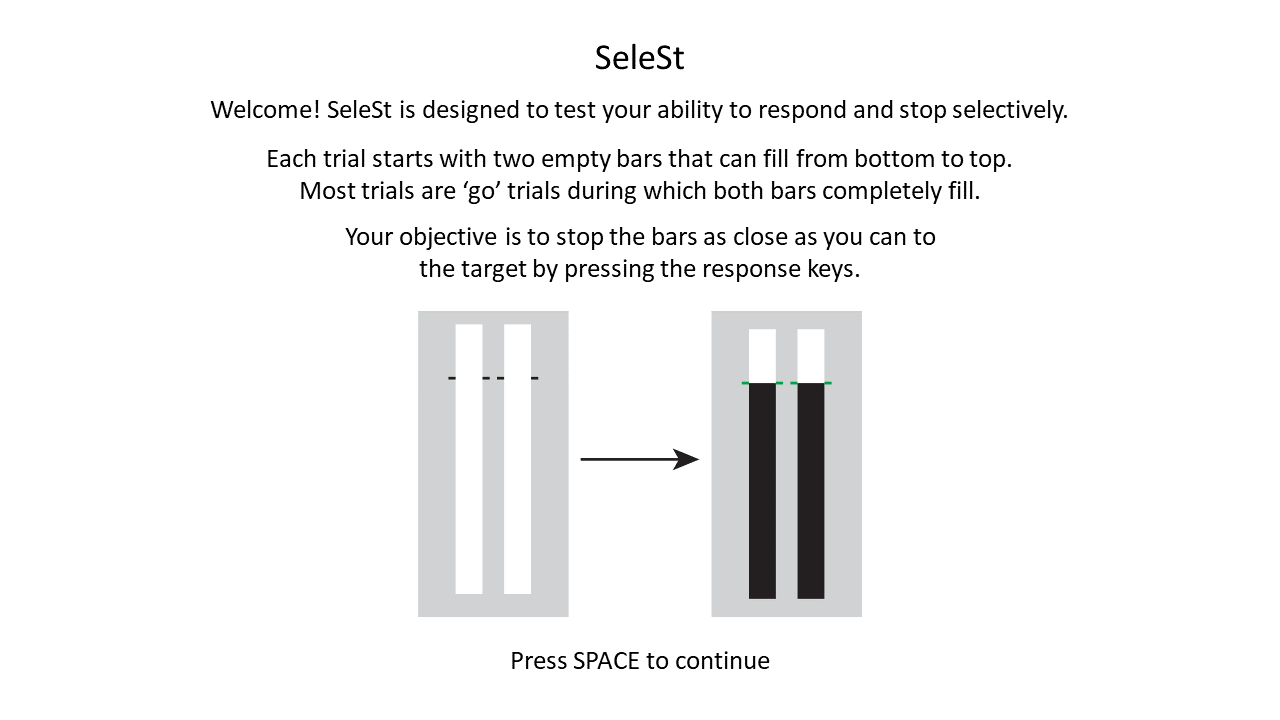 SeleSt
Welcome! SeleSt is designed to test your ability to respond and stop selectively.
Each trial starts with two empty bars that can fill from bottom to top.
Most trials are ‘go’ trials during which both bars completely fill.
Your objective is to stop the bars as close as you can to
the target by pressing the response keys.
Press SPACE to continue